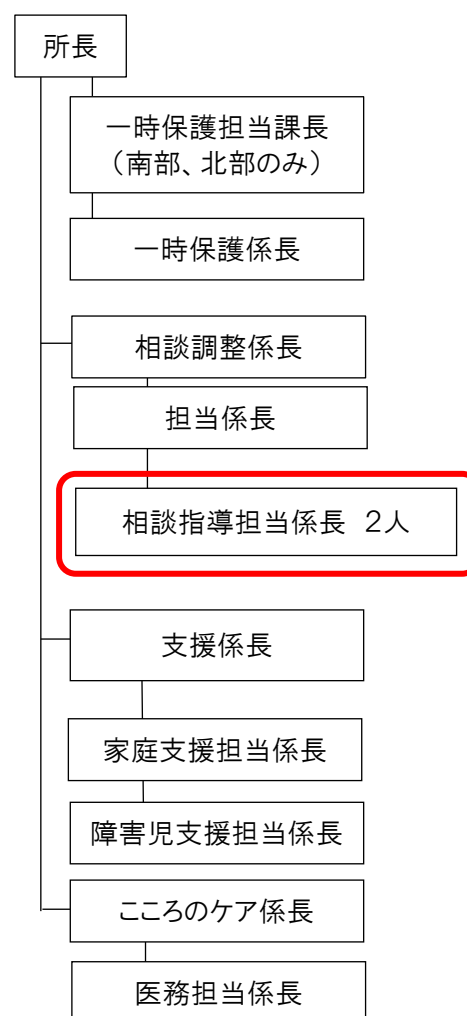 所長
一時保護担当課長
（南部、北部のみ）
一時保護係長
相談調整係長
担当係長
相談指導担当係長　2人
支援係長
家庭支援担当係長
障害児支援担当係長
こころのケア係長
医務担当係長